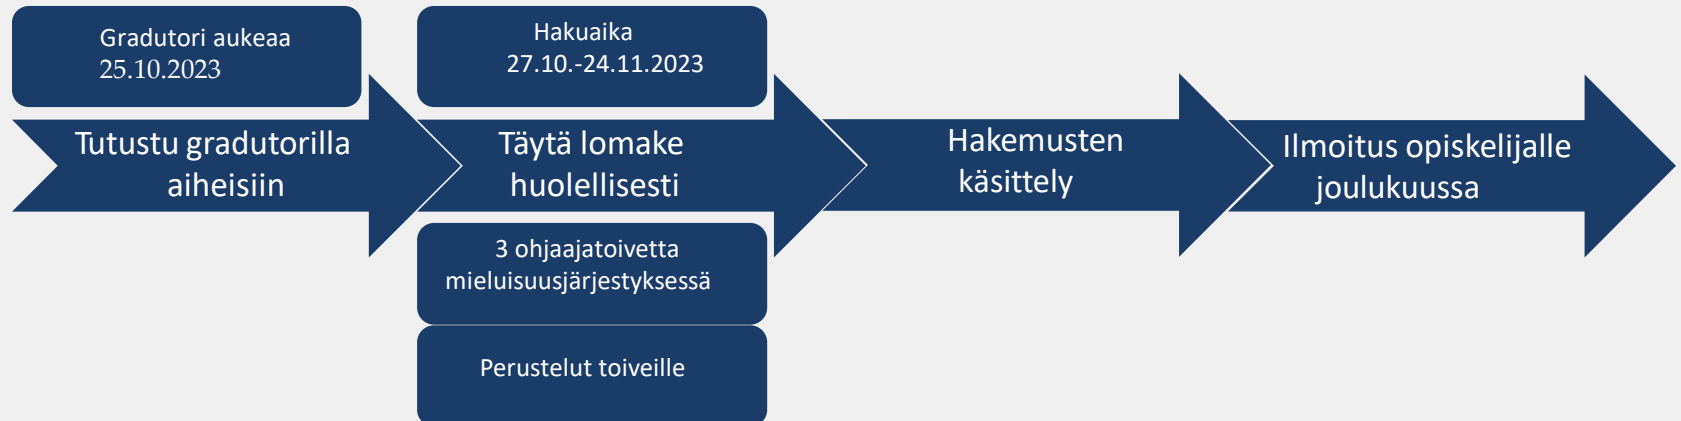 Gradutori aukeaa
25.10.2023
Tutustu gradutorilla
aiheisiin
Hakuaika
27.10.-24.11.2023
Täytä lomake
huolellisesti
3 ohjaajatoivetta
mieluisuusjärjestyksessä
Perustelut toiveille
Hakemusten
käsittely
Ilmoitus opiskelijalle
joulukuussa